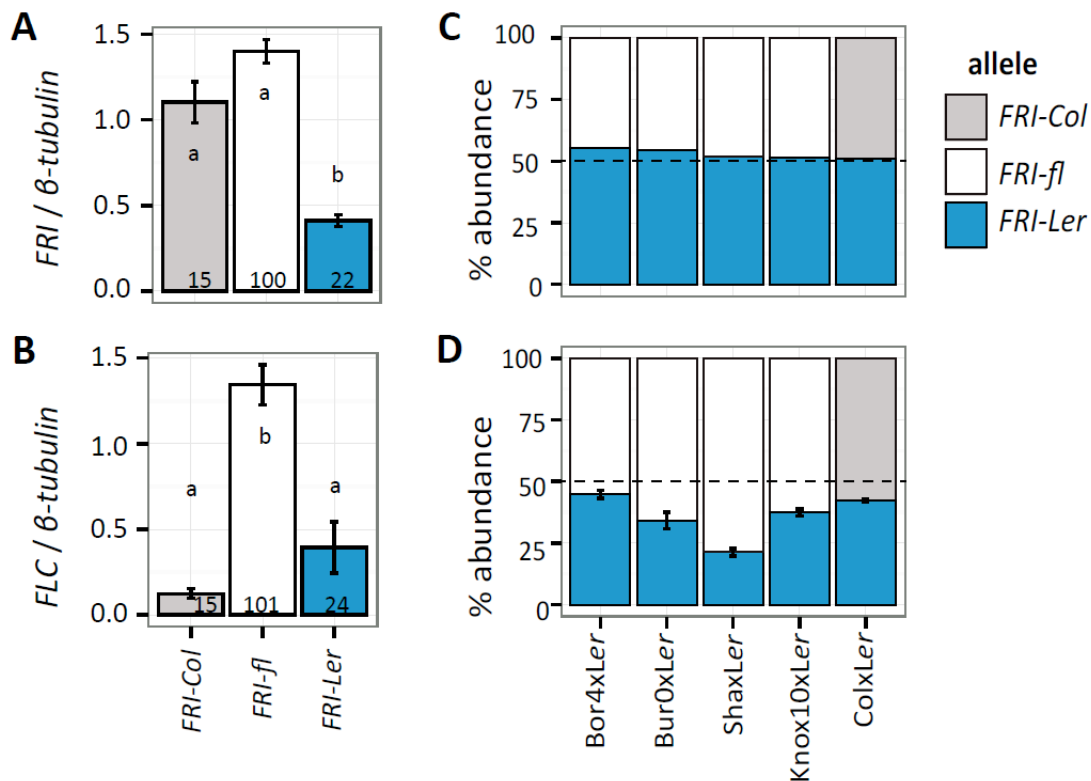 A
FRI / β-tubulin
1.5
1.0
0.5
0.0
a
a
b
15
100
22
B
FLC / β-tubulin
1.5
1.0
0.5
0.0
a
b
a
15
101
24
FRI-Col
FRI-fl
FRI-Ler
C
% abundance
100
75
50
25
0
allele
FRI-Col
FRI-fl
FRI-Ler
D
% abundance
100
75
50
25
0
Bor4xLer
Bur0xLer
ShaxLer
Knox10xLer
ColxLer